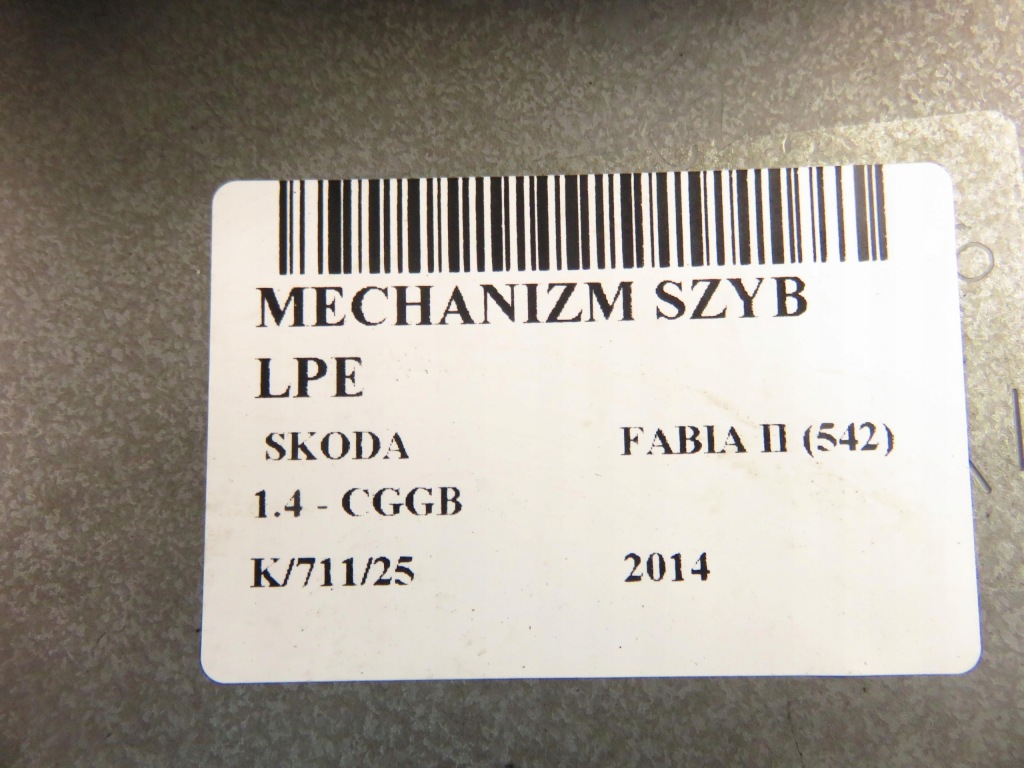 MECHANIZM SZYB
LPE
SKODA FABIA II (542)
1.4 - CGGB
K/711/25 2014